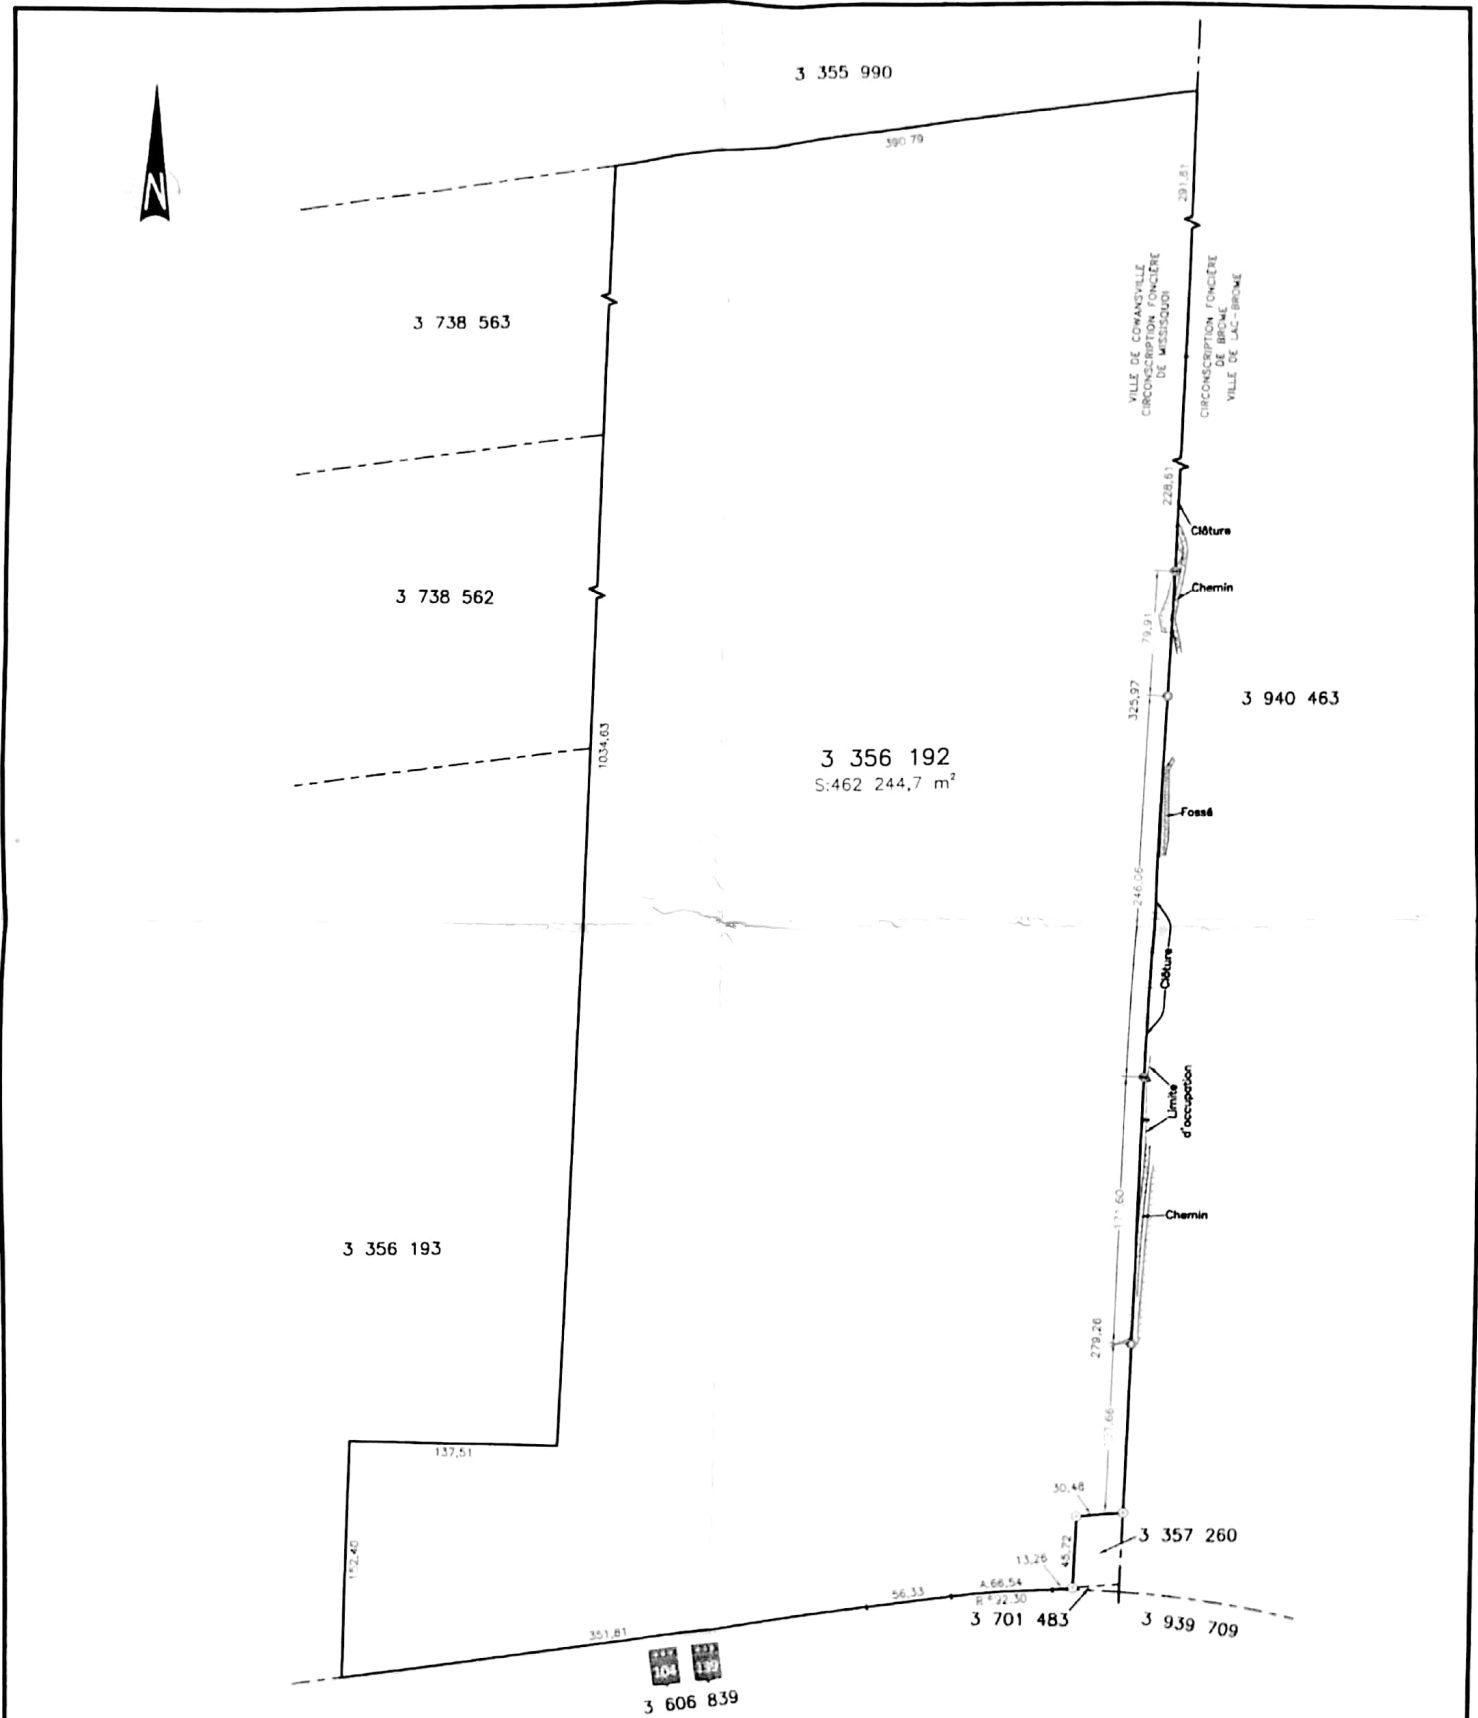 3 355 990
390.79
N
291.61
3 738 563
VILLE DE COWANSVILLE
CIRCONSCRIPTION FONCIÈRE
DE MISSISQUOI
CIRCONSCRIPTION FONCIÈRE
DE BROME
VILLE DE LAC-BROME
228,61
Clôture
3 738 562
Chemin
79,91
325,97
3 940 463
1034,63
3 356 192
S:462 244,7 m²
Fossé
246,06
Clôture
Limite
d'occupation
171,60
Chemin
3 356 193
279,26
137,51
30,48
3 357 260
152,40
45,72
13,26
A:66,54
56,33
3 701 483
3 939 709
351,81
104
139
3 606 839